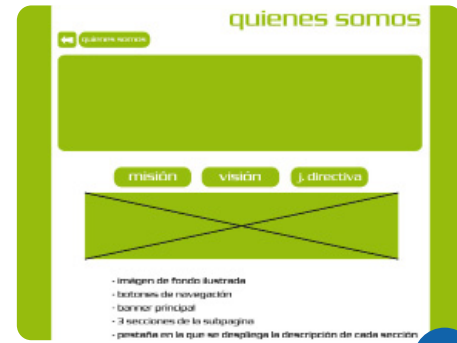 quienes somos
quienes somos
misión
visión
j. directiva
- imágen de fondo ilustrada
- botones de navegación
- banner principal
- 3 secciones de la subpagina
- pestaña en la que se despliega la descripción de cada sección